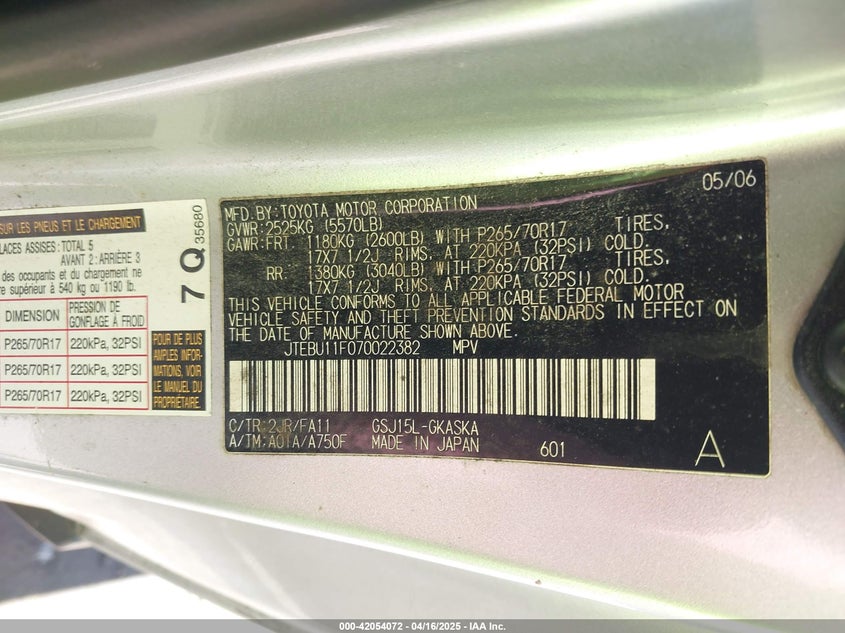 SUR LES PNEUS ET LE CHARGEMENT
PLACES ASSISES: TOTAL 5
AVANT 2: ARRIÈRE 3
des occupants et du chargement ne
supérieur à 540 kg ou 1190 lb.
DIMENSION PRESSION DE GONFLAGE À FROID
P265/70R17 220kPa, 32PSI
P265/70R17 220kPa, 32PSI
P265/70R17 220kPa, 32PSI
POUR DE PLUS
AMPLES INFOR-
MATIONS, VOIR
LE MANUEL DU
PROPRIÉTAIRE.
7 Q 35680
05/06
MFD. BY: TOYOTA MOTOR CORPORATION
GVWR: 2525KG (5570LB)
GAWR: FRT 1180KG (2600LB) WITH P265/70R17 TIRES,
17X7 1/2J RIMS. AT 220KPA (32PSI) COLD.
RR: 1380KG (3040LB) WITH P265/70R17 TIRES,
17X7 1/2J RIMS. AT 220KPA (32PSI) COLD.
THIS VEHICLE CONFORMS TO ALL APPLICABLE FEDERAL MOTOR
VEHICLE SAFETY AND THEFT PREVENTION STANDARDS IN EFFECT ON
THE DATE OF MANUFACTURE SHOWN ABOVE.
JTEBU11F070022382 MPV
C/TR: 2JR/FA11 GSJ15L-GKASKA
A/TM: A01A/A750F MADE IN JAPAN 601
A
000-42054072 - 04/16/2025 - IAA Inc.